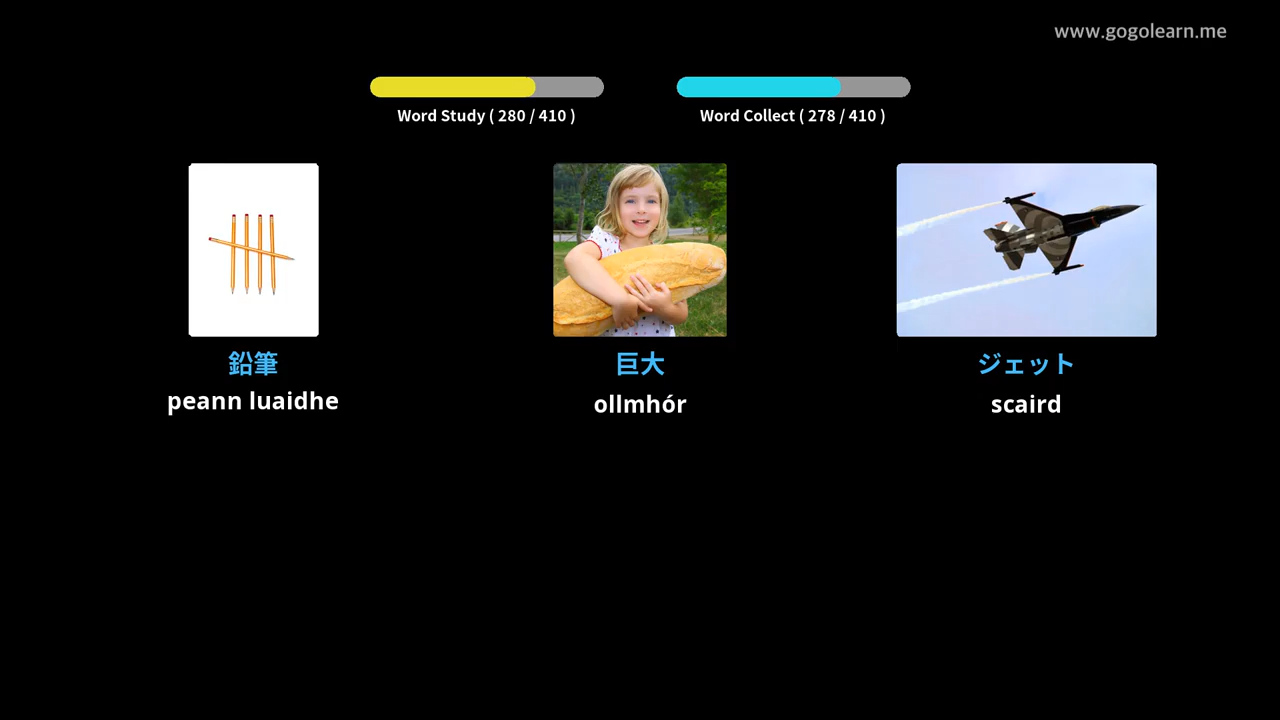 www.gogolearn.me
Word Study ( 280 / 410 )
Word Collect ( 278 / 410 )
鉛筆
巨大
ジェット
peann luaidhe
ollmhór
scaird